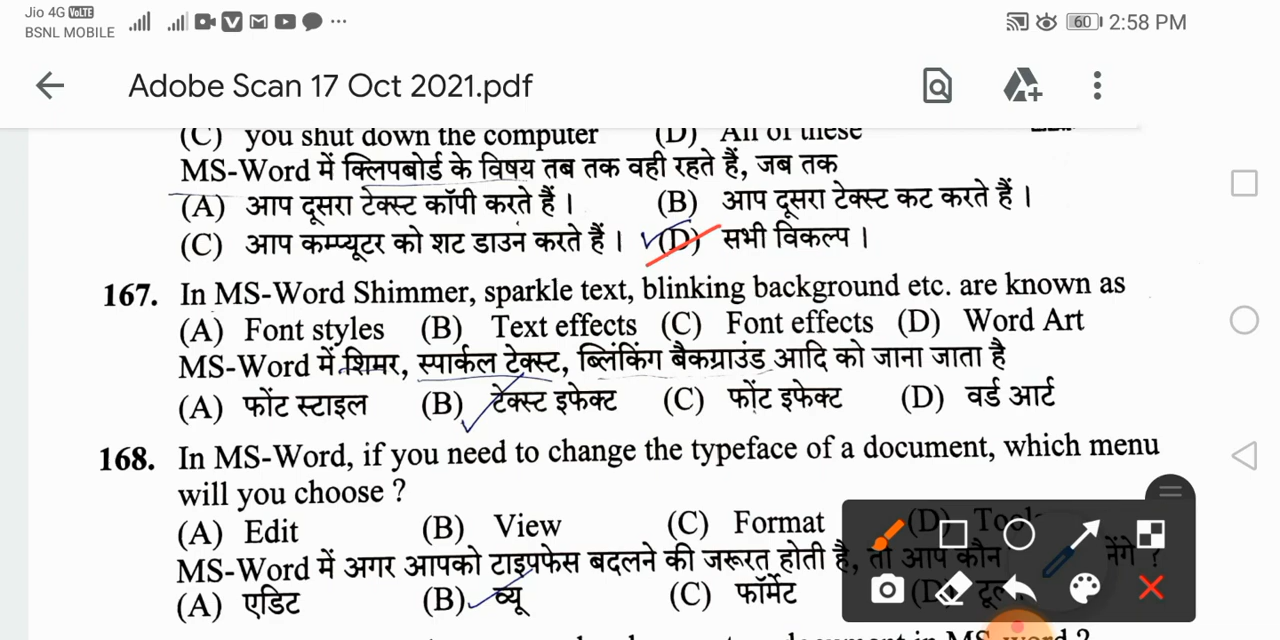 Jio 4G VoLTE
BSNL MOBILE
60 2:58 PM
Adobe Scan 17 Oct 2021.pdf
(C) you shut down the computer (D) All of these
MS-Word में क्लिपबोर्ड के विषय तब तक वही रहते हैं, जब तक
(A) आप दूसरा टेक्स्ट कॉपी करते हैं। (B) आप दूसरा टेक्स्ट कट करते हैं।
(C) आप कम्प्यूटर को शट डाउन करते हैं। (D) सभी विकल्प।
167. In MS-Word Shimmer, sparkle text, blinking background etc. are known as
(A) Font styles (B) Text effects (C) Font effects (D) Word Art
MS-Word में शिमर, स्पार्कल टेक्स्ट, ब्लिंकिंग बैकग्राउंड आदि को जाना जाता है
(A) फोंट स्टाइल (B) टेक्स्ट इफेक्ट (C) फोंट इफेक्ट (D) वर्ड आर्ट
168. In MS-Word, if you need to change the typeface of a document, which menu
will you choose ?
(A) Edit (B) View (C) Format (D)
MS-Word में अगर आपको टाइपफेस बदलने की जरूरत होती है, तो आप कौन
(A) एडिट (B) व्यू (C) फॉर्मेट